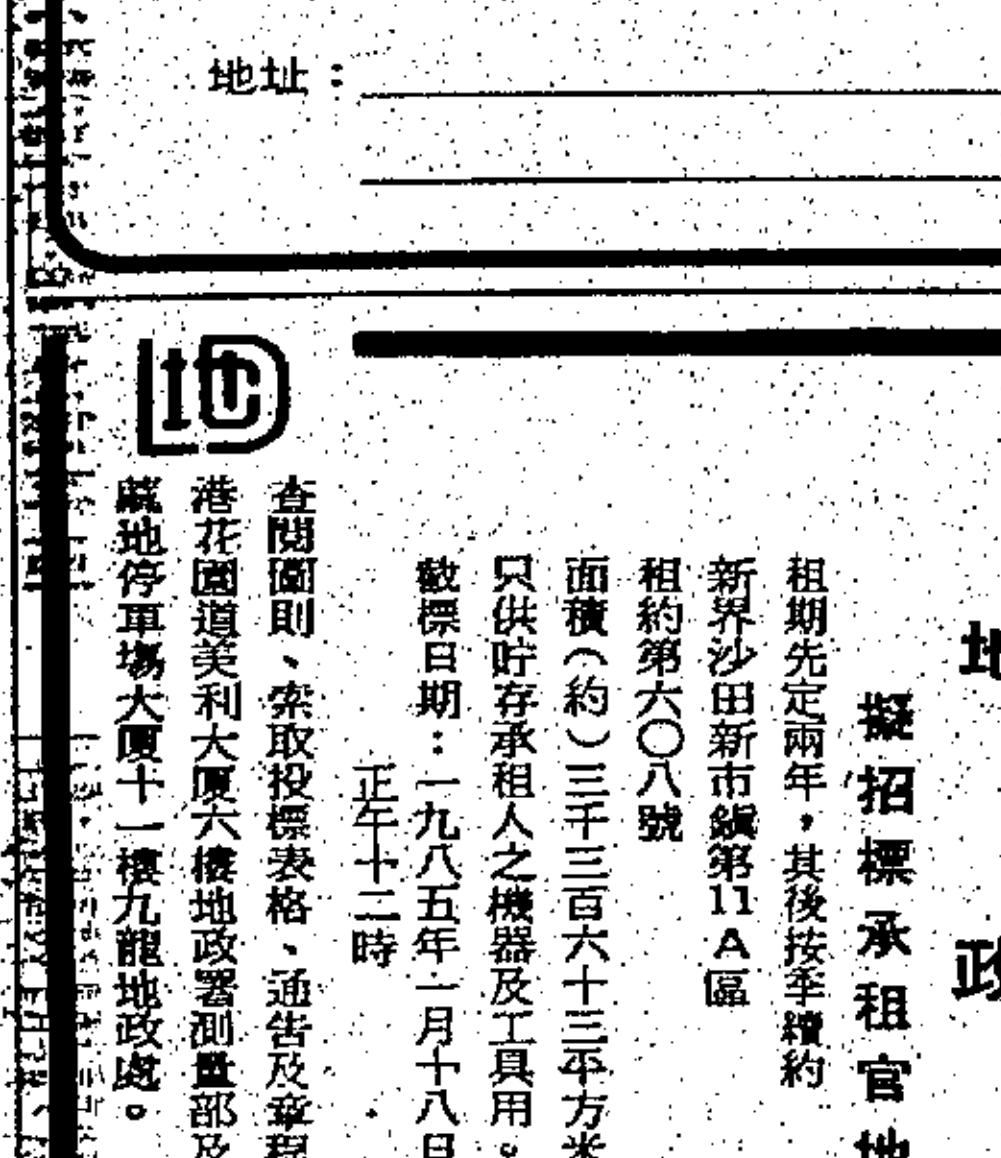 地址：
地
政
擬招標承租官地
租期先定兩年，其後按季續約
新界沙田新市鎮第11A區
租約第六〇八號
面積（約）三千三百六十三平方米
只供貯存承租人之機器及工具用。
截標日期：一九八五年一月十八日
正午十二時
查閱圖則、索取投標表格、通告及章程
港花園道美利大厦六樓地政署測量部及
地停車塲大厦十一樓九龍地政處。